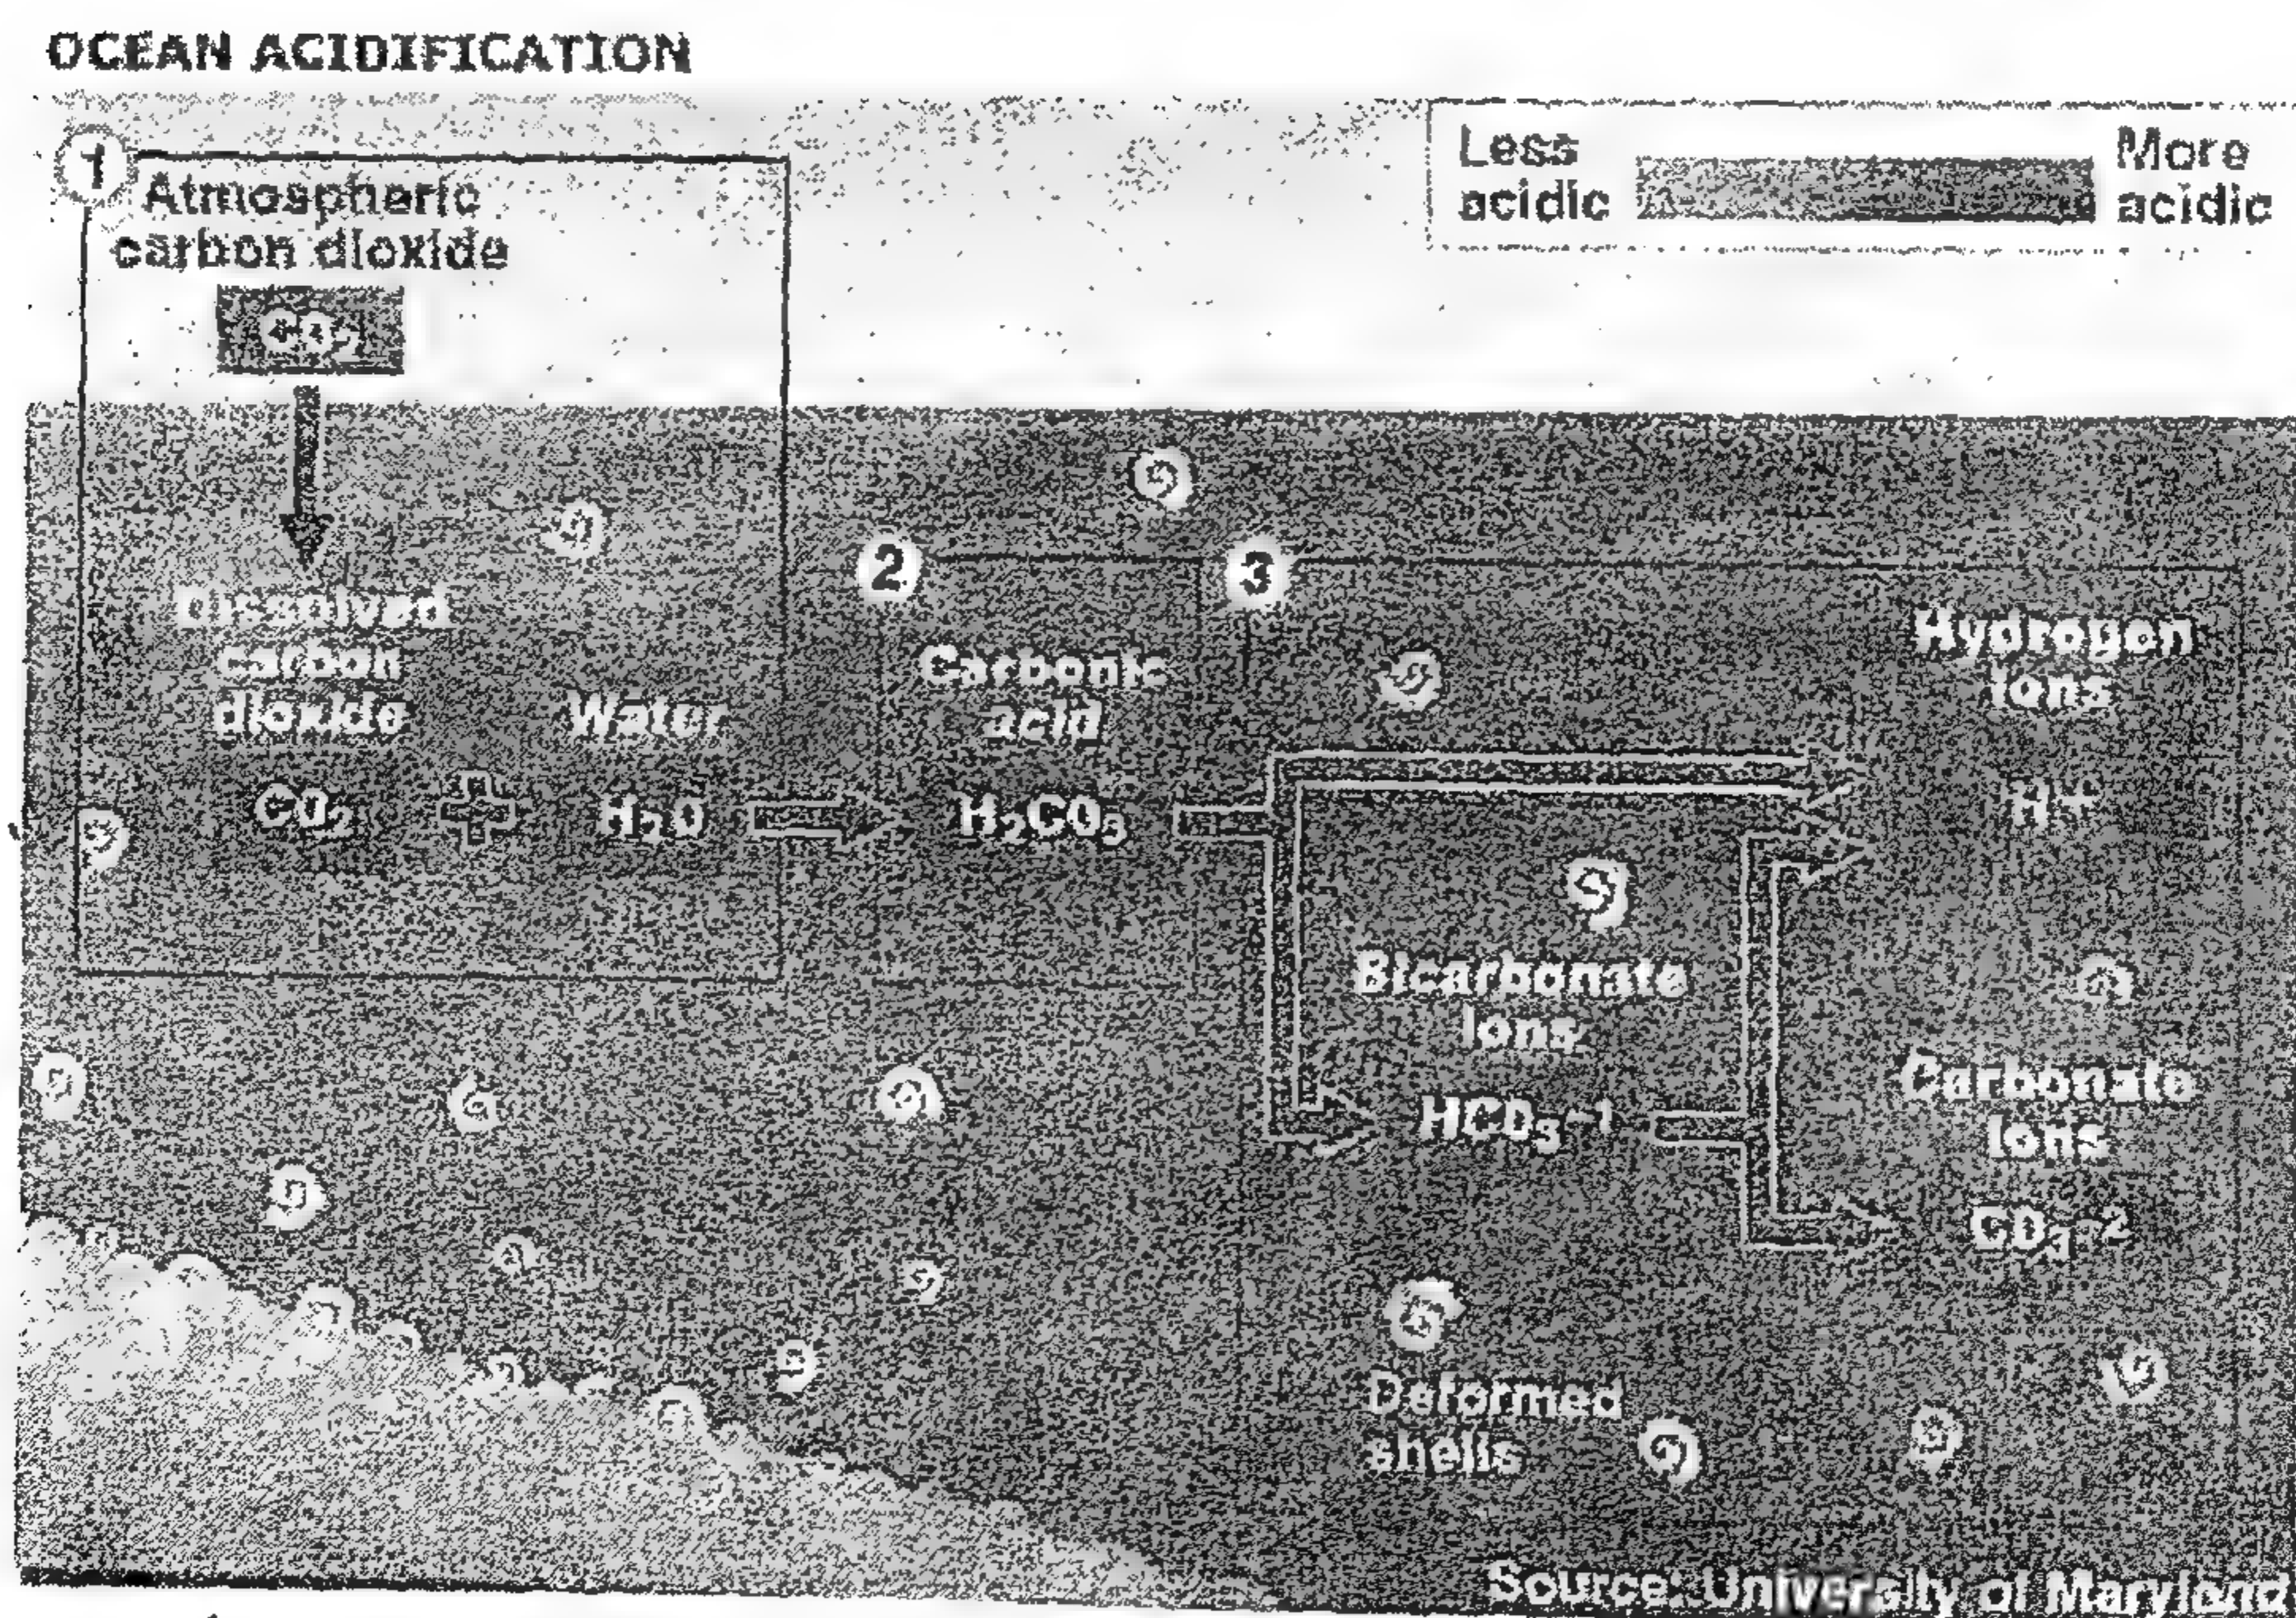 OCEAN ACIDIFICATION
Less
acidic
More
acidic
1
Atmospheric
carbon dioxide
CO₂
Dissolved
carbon
dioxide
CO₂
Water
H₂O
2
Carbonic
acid
H₂CO₃
3
Hydrogen
Ions
H+
Bicarbonate
Ions
HCO₃⁻¹
Carbonate
Ions
CO₃⁻²
Deformed
shells
Source: University of Maryland